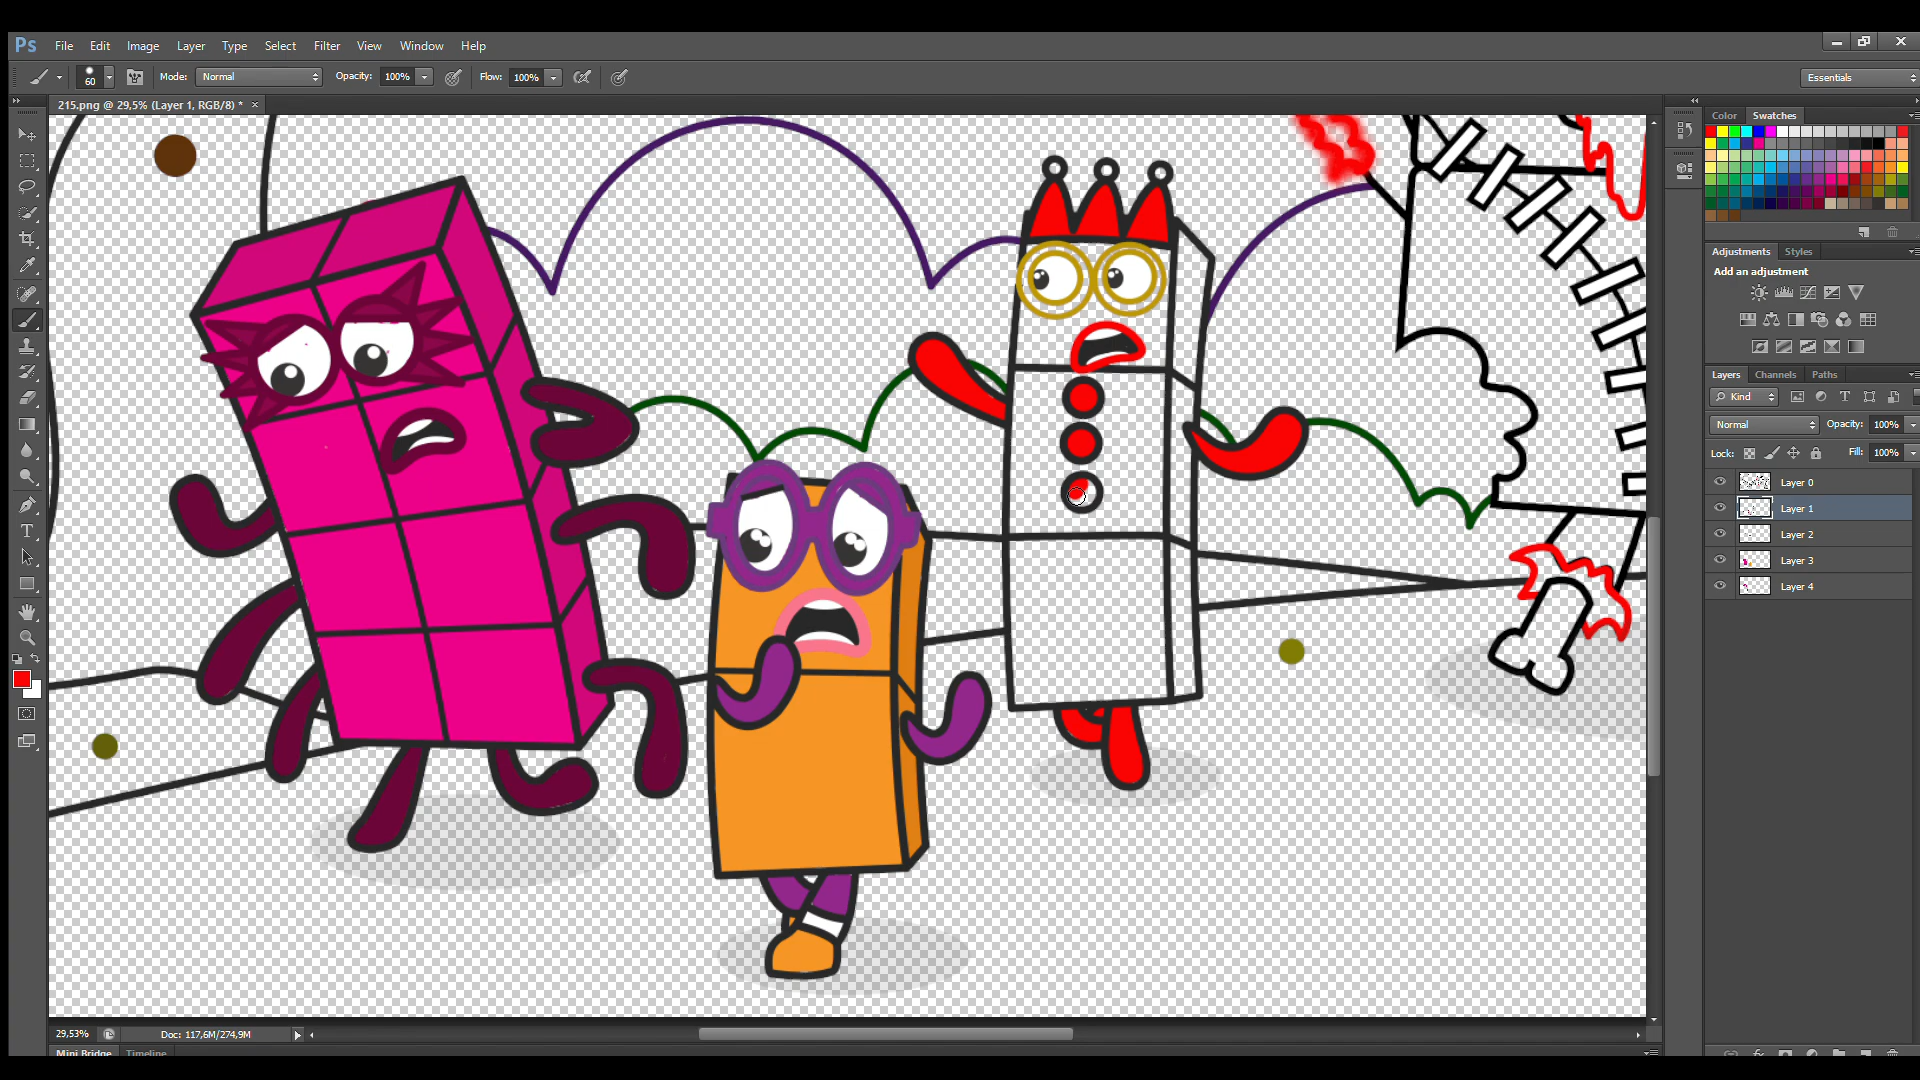 Ps File Edit Image Layer Type Select Filter View Window Help
60 Mode: Normal Opacity: 100% Flow: 100% Essentials
215.png @ 29,5% (Layer 1, RGB/8) * ×
Color Swatches
Adjustments Styles
Add an adjustment
Layers Channels Paths
Kind
Normal Opacity: 100%
Lock: Fill: 100%
Layer 0
Layer 1
Layer 2
Layer 3
Layer 4
29,53% Doc: 117,6M/274,9M
Mini Bridge Timeline